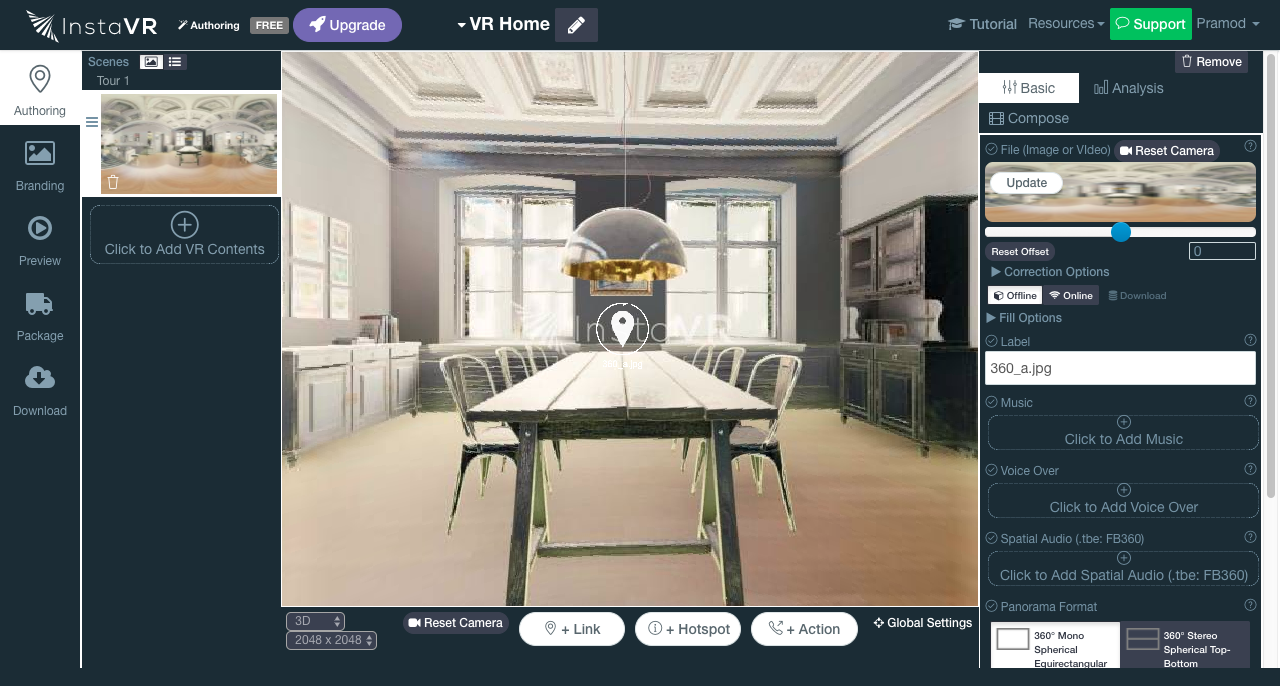 InstaVR
Authoring
FREE
Upgrade
VR Home
Tutorial
Resources
Support
Pramod
Authoring
Branding
Preview
Package
Download
Scenes
Tour 1
Click to Add VR Contents
InstaVR
360_a.jpg
3D
2048 x 2048
Reset Camera
+ Link
+ Hotspot
+ Action
Global Settings
Remove
Basic
Analysis
Compose
File (Image or VIdeo)
Reset Camera
Update
Reset Offset
0
Correction Options
Offline
Online
Download
Fill Options
Label
360_a.jpg
Music
Click to Add Music
Voice Over
Click to Add Voice Over
Spatial Audio (.tbe: FB360)
Click to Add Spatial Audio (.tbe: FB360)
Panorama Format
360° Mono
Spherical
Equirectangular
360° Stereo
Spherical Top-
Bottom